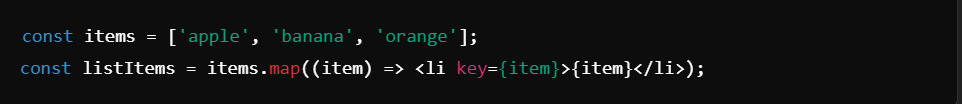 const items = ['apple', 'banana', 'orange'];
const listItems = items.map((item) => <li key={item}>{item}</li>);